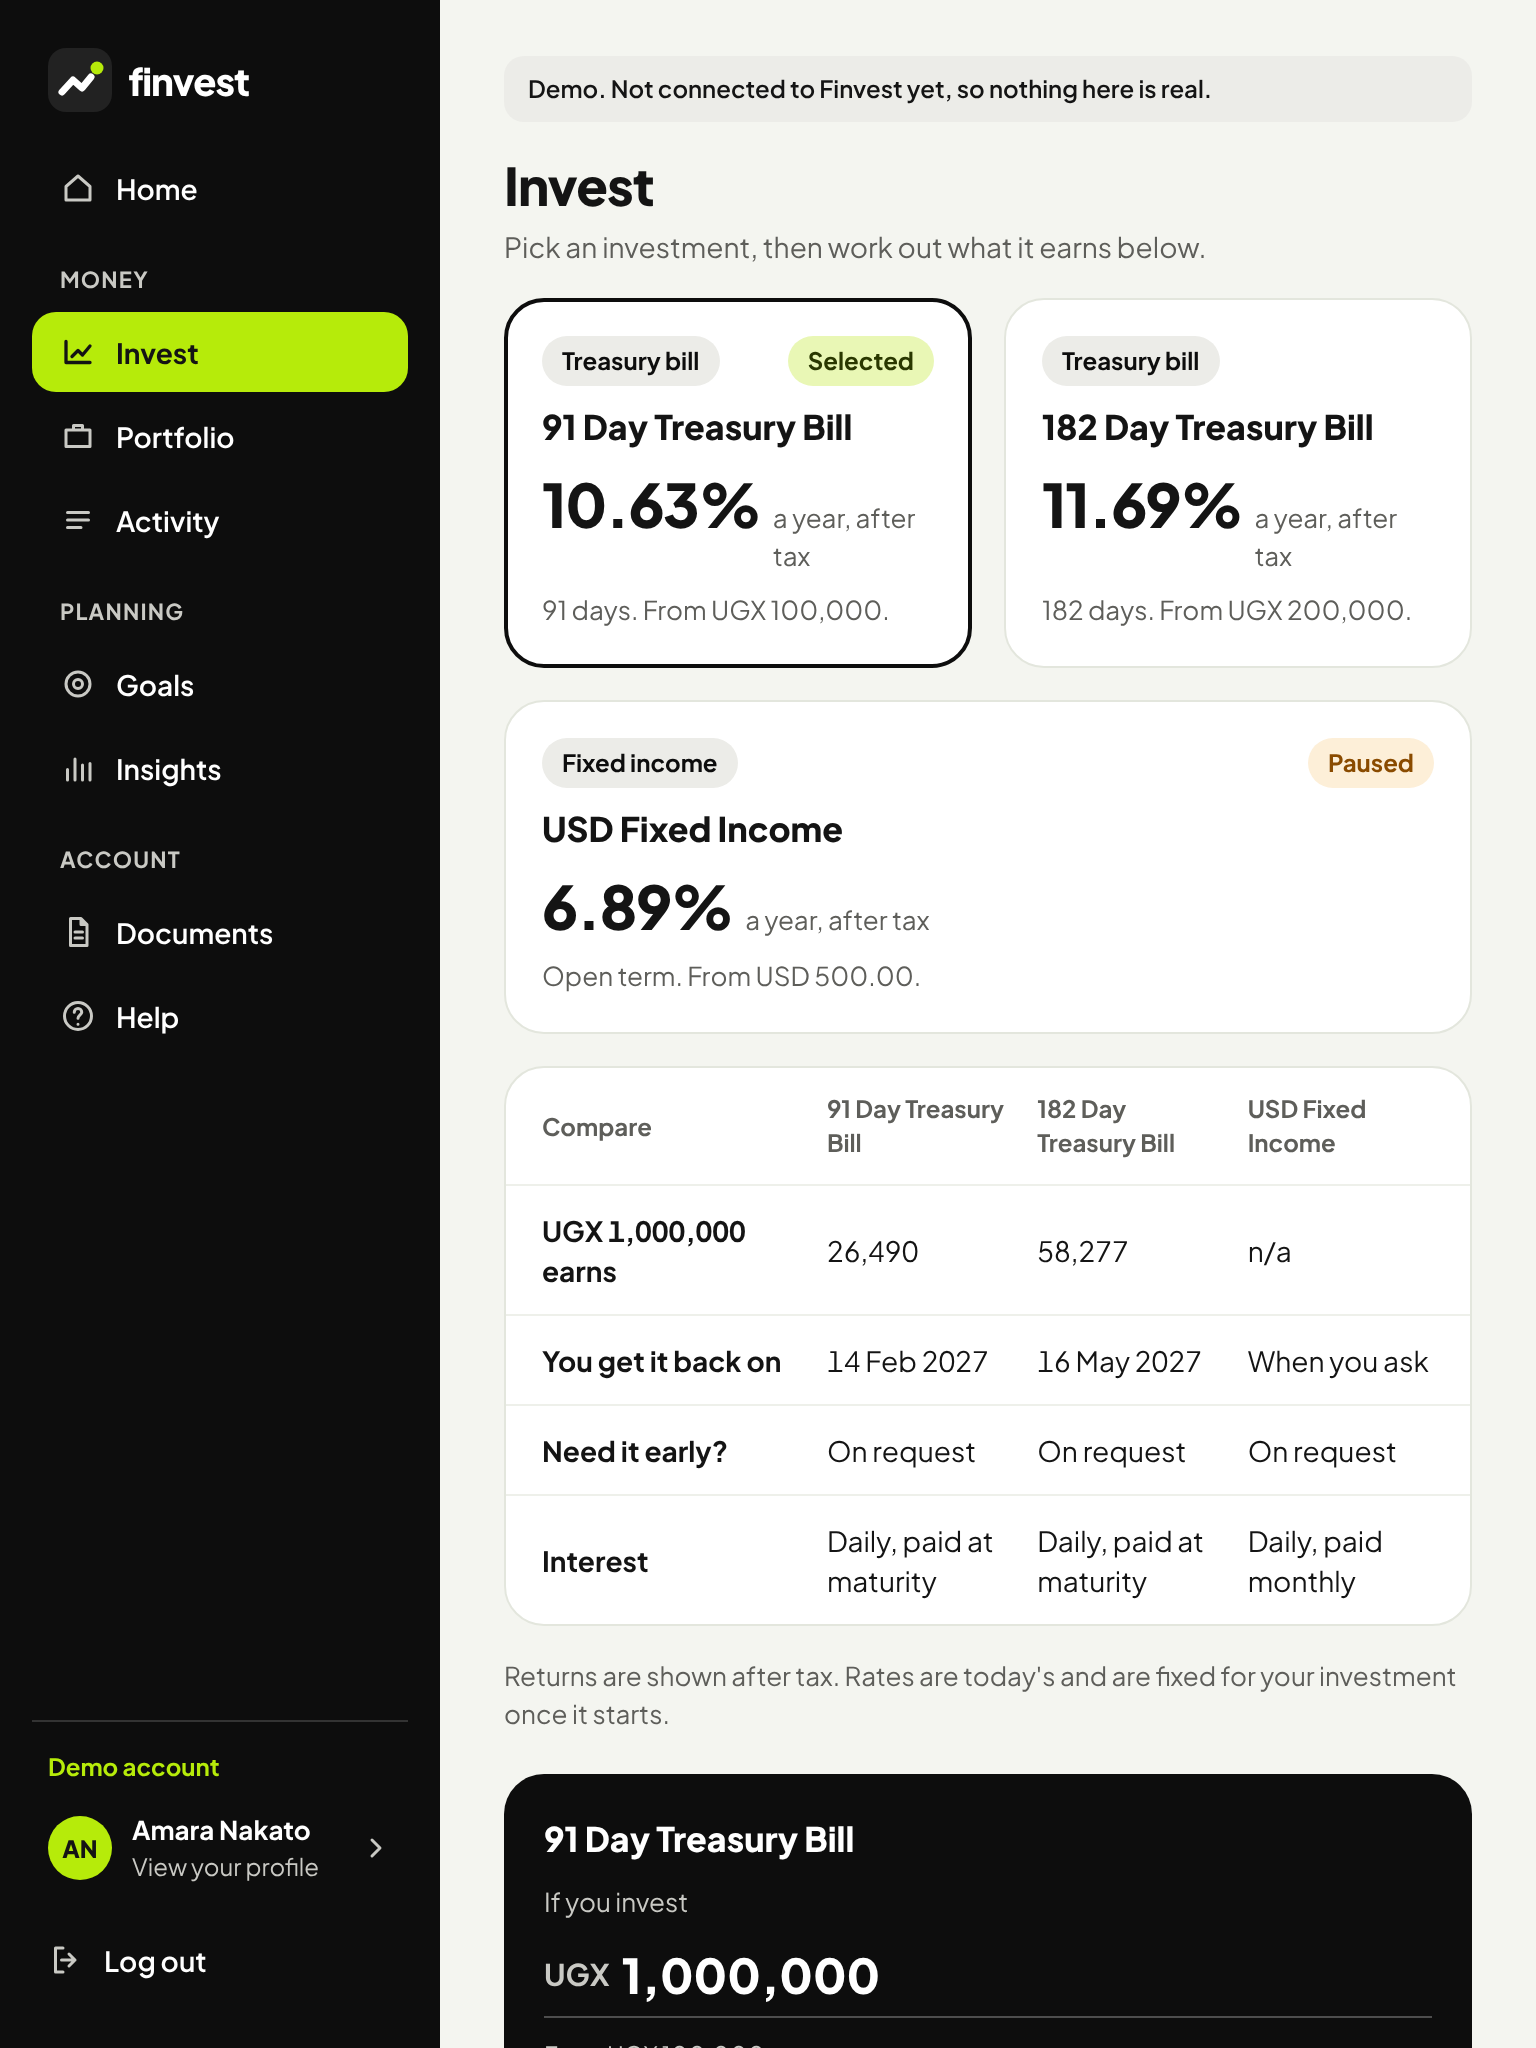 finvest
Home
MONEY
Invest
Portfolio
Activity
PLANNING
Goals
Insights
ACCOUNT
Documents
Help
Demo account
AN
Amara Nakato
View your profile
Log out
Demo. Not connected to Finvest yet, so nothing here is real.
Invest
Pick an investment, then work out what it earns below.
Treasury bill
Selected
91 Day Treasury Bill
10.63% a year, after
tax
91 days. From UGX 100,000.
Treasury bill
182 Day Treasury Bill
11.69% a year, after
tax
182 days. From UGX 200,000.
Fixed income
Paused
USD Fixed Income
6.89% a year, after tax
Open term. From USD 500.00.
Compare
91 Day Treasury
Bill
182 Day
Treasury Bill
USD Fixed
Income
UGX 1,000,000
earns
26,490
58,277
n/a
You get it back on
14 Feb 2027
16 May 2027
When you ask
Need it early?
On request
On request
On request
Interest
Daily, paid at
maturity
Daily, paid at
maturity
Daily, paid
monthly
Returns are shown after tax. Rates are today's and are fixed for your investment
once it starts.
91 Day Treasury Bill
If you invest
UGX 1,000,000